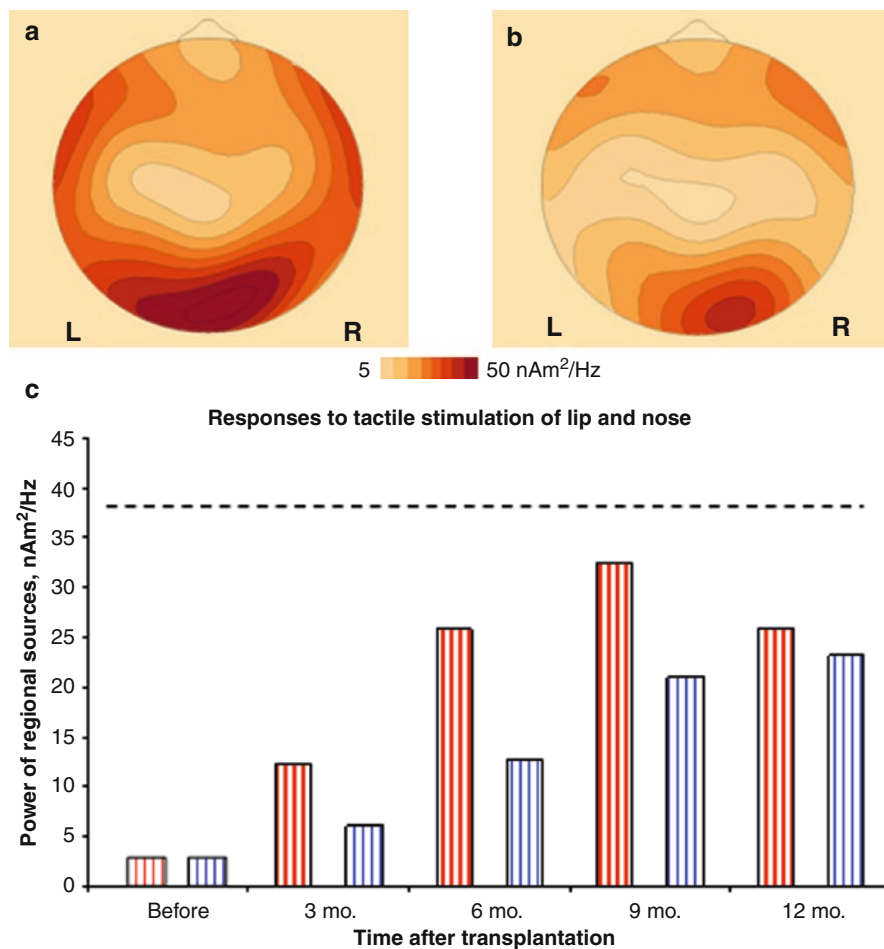 a
b
L
R
L
R
5
50 nAm²/Hz
c
Responses to tactile stimulation of lip and nose
Power of regional sources, nAm²/Hz
45
40
35
30
25
20
15
10
5
0
Before
3 mo.
6 mo.
9 mo.
12 mo.
Time after transplantation